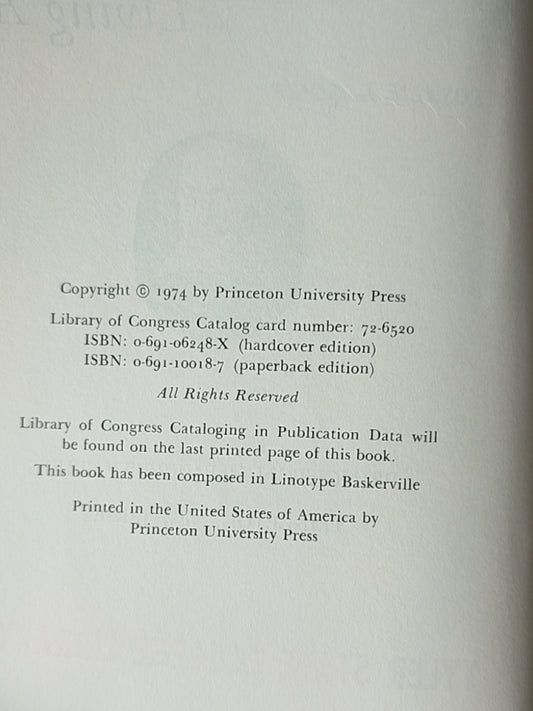 Copyright © 1974 by Princeton University Press
Library of Congress Catalog card number: 72-6520
ISBN: 0-691-06248-X (hardcover edition)
ISBN: 0-691-10018-7 (paperback edition)
All Rights Reserved
Library of Congress Cataloging in Publication Data will
be found on the last printed page of this book.
This book has been composed in Linotype Baskerville
Printed in the United States of America by
Princeton University Press